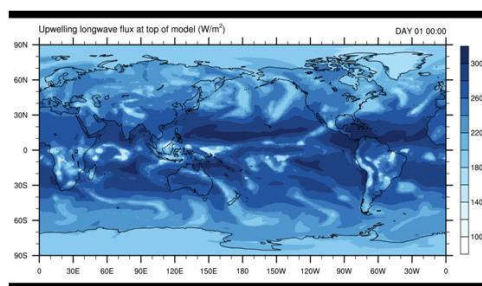 Upwelling longwave flux at top of model (W/m²) DAY 01 00:00
90N
60N
30N
0
30S
60S
90S
0 30E 60E 90E 120E 150E 180 150W 120W 90W 60W 30W 0
300
260
220
180
140
100